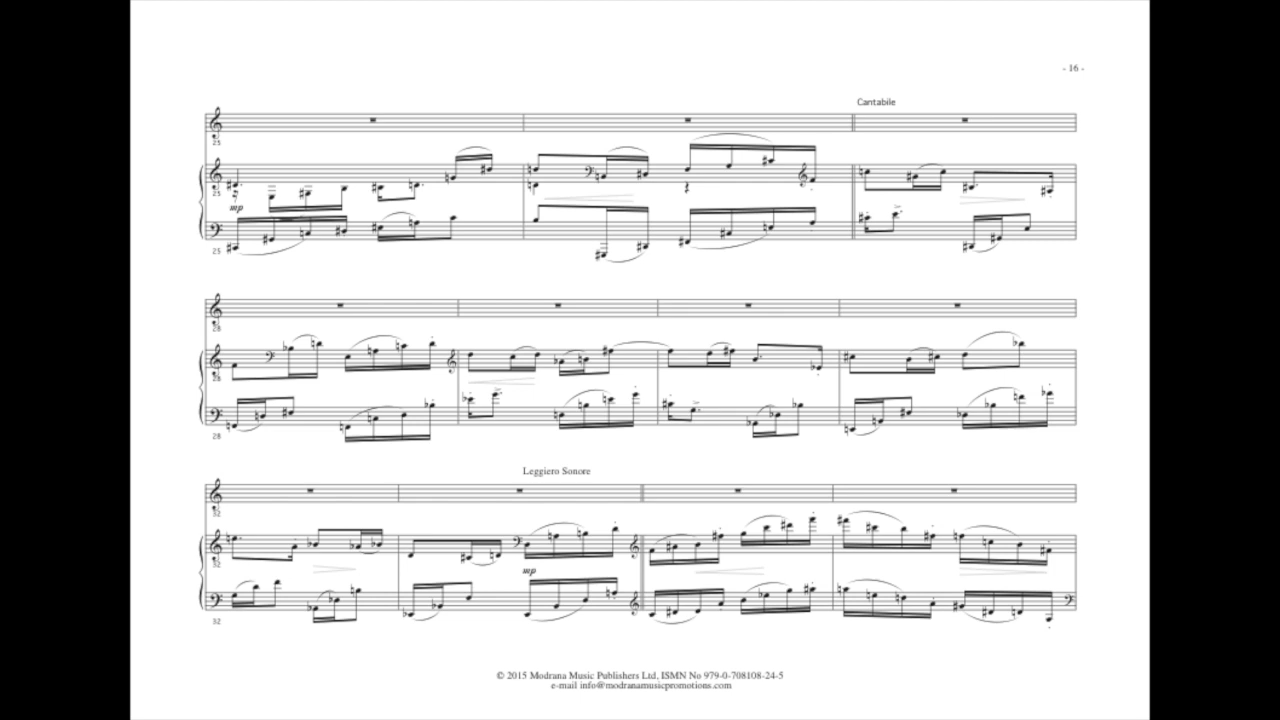 - 16 -
Cantabile
25
25
mp
25
28
28
28
Leggiero Sonore
32
32
mp
32
© 2015 Modrana Music Publishers Ltd, ISMN No 979-0-708108-24-5
e-mail info@modranamusicpromotions.com